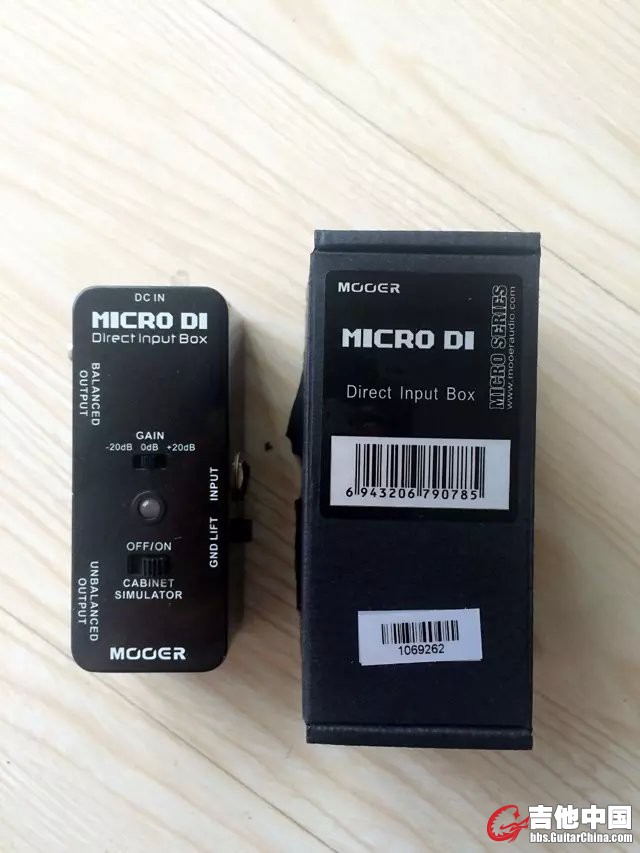 DC IN
MICRO DI
Direct Input Box
BALANCED
OUTPUT
GAIN
-20dB 0dB +20dB
INPUT
GND LIFT
OFF/ON
CABINET
SIMULATOR
UNBALANCED
OUTPUT
MOOER
MOOER
MICRO DI
Direct Input Box
MICRO SERIES
www.mooeraudio.com
6 943206 790785
1069262
吉他中国
bbs.GuitarChina.com